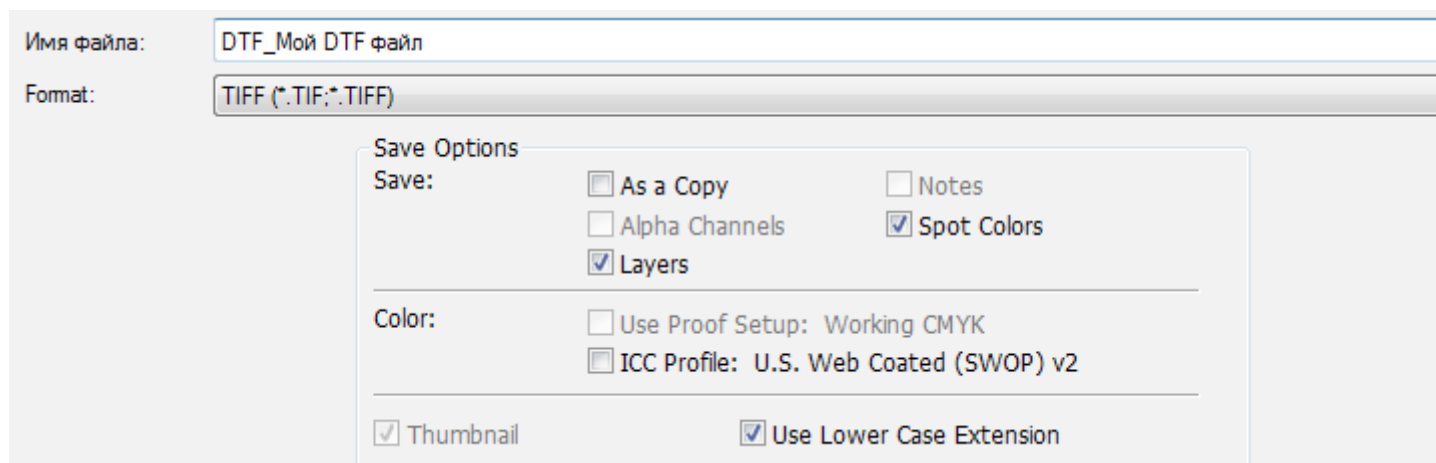 Имя файла: DTF_Мой DTF файл
Format: TIFF (*.TIF;*.TIFF)
Save Options
Save: As a Copy Notes
Alpha Channels Spot Colors
Layers
Color: Use Proof Setup: Working CMYK
ICC Profile: U.S. Web Coated (SWOP) v2
Thumbnail Use Lower Case Extension